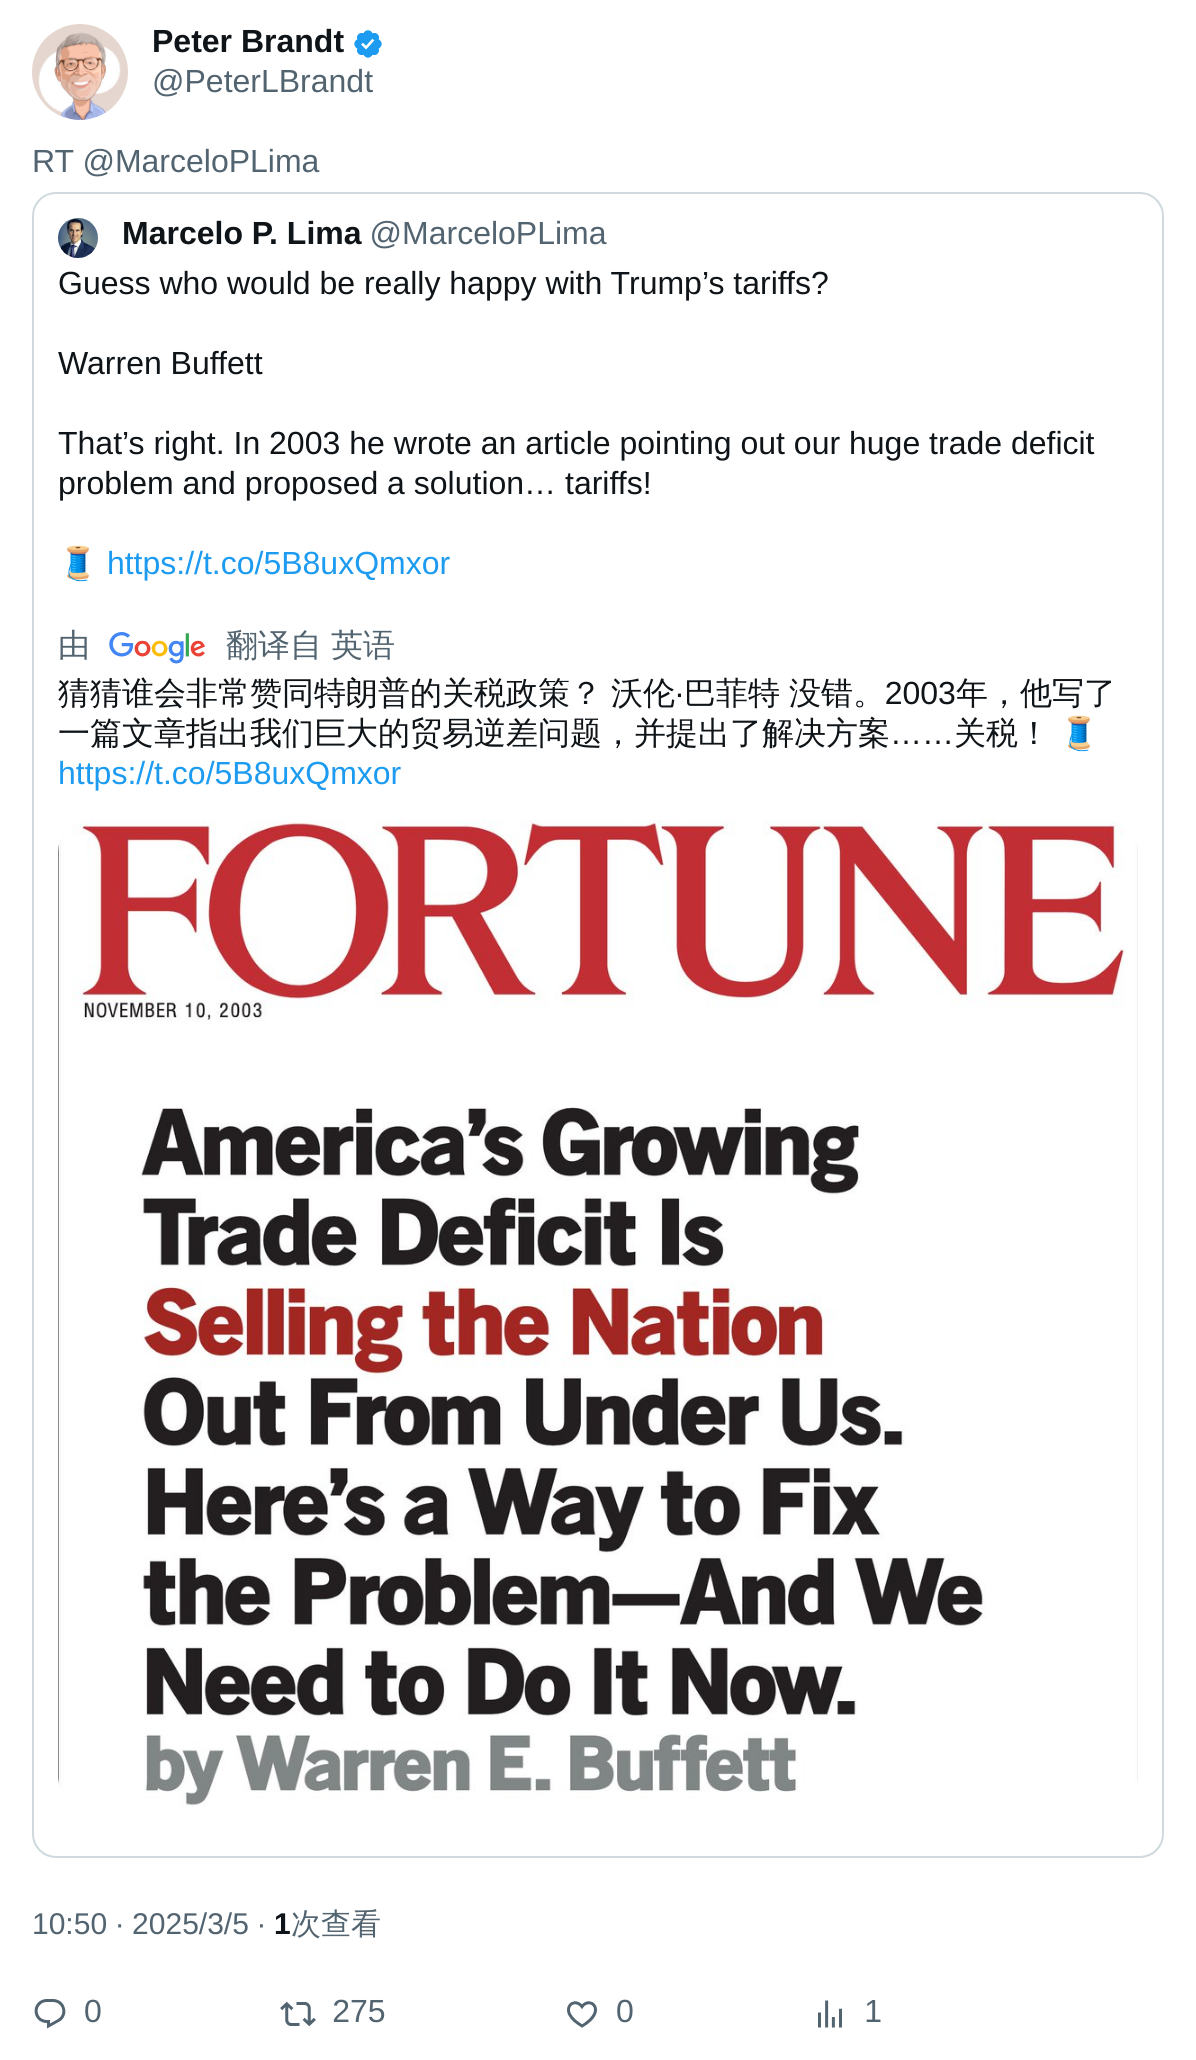 Peter Brandt
@PeterLBrandt
RT @MarceloPLima
Marcelo P. Lima @MarceloPLima
Guess who would be really happy with Trump’s tariffs?
Warren Buffett
That’s right. In 2003 he wrote an article pointing out our huge trade deficit
problem and proposed a solution… tariffs!
🧵 https://t.co/5B8uxQmxor
由 Google 翻译自 英语
猜猜谁会非常赞同特朗普的关税政策？ 沃伦·巴菲特 没错。2003年，他写了
一篇文章指出我们巨大的贸易逆差问题，并提出了解决方案……关税！ 🧵
https://t.co/5B8uxQmxor
FORTUNE
NOVEMBER 10, 2003
America’s Growing
Trade Deficit Is
Selling the Nation
Out From Under Us.
Here’s a Way to Fix
the Problem—And We
Need to Do It Now.
by Warren E. Buffett
10:50 · 2025/3/5 · 1次查看
0 275 0 1